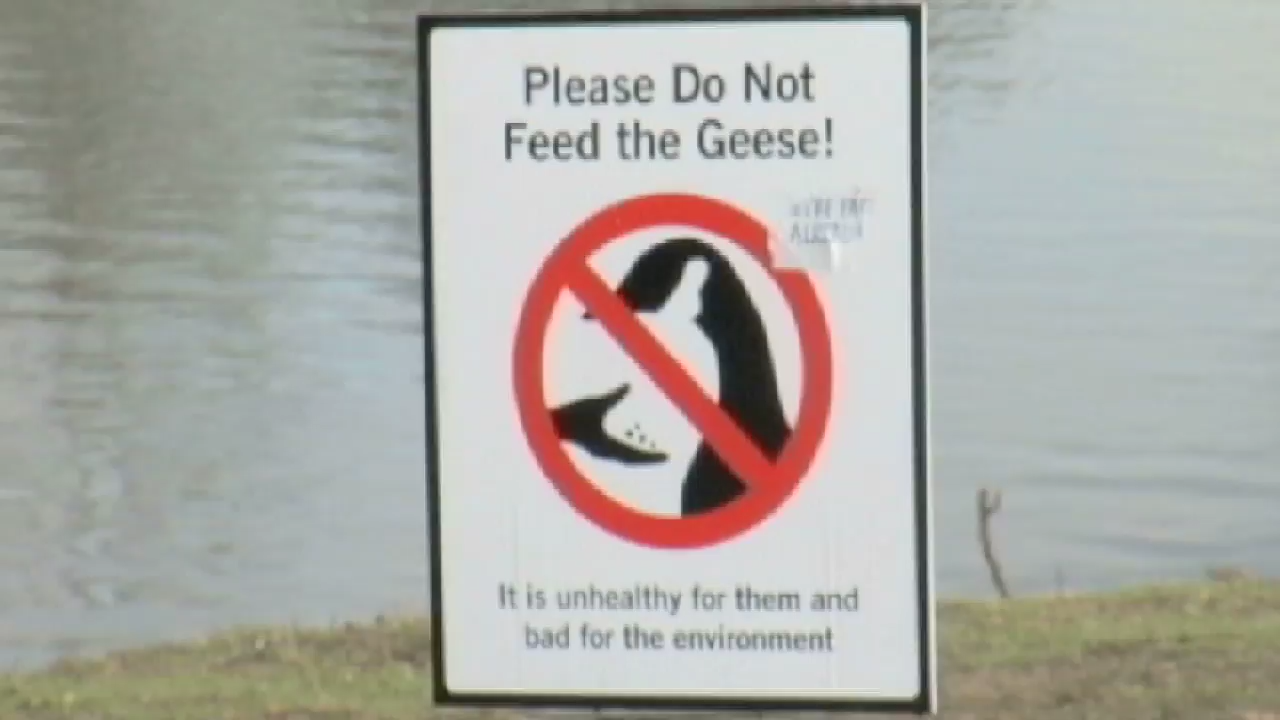 Please Do Not
Feed the Geese!
It is unhealthy for them and
bad for the environment